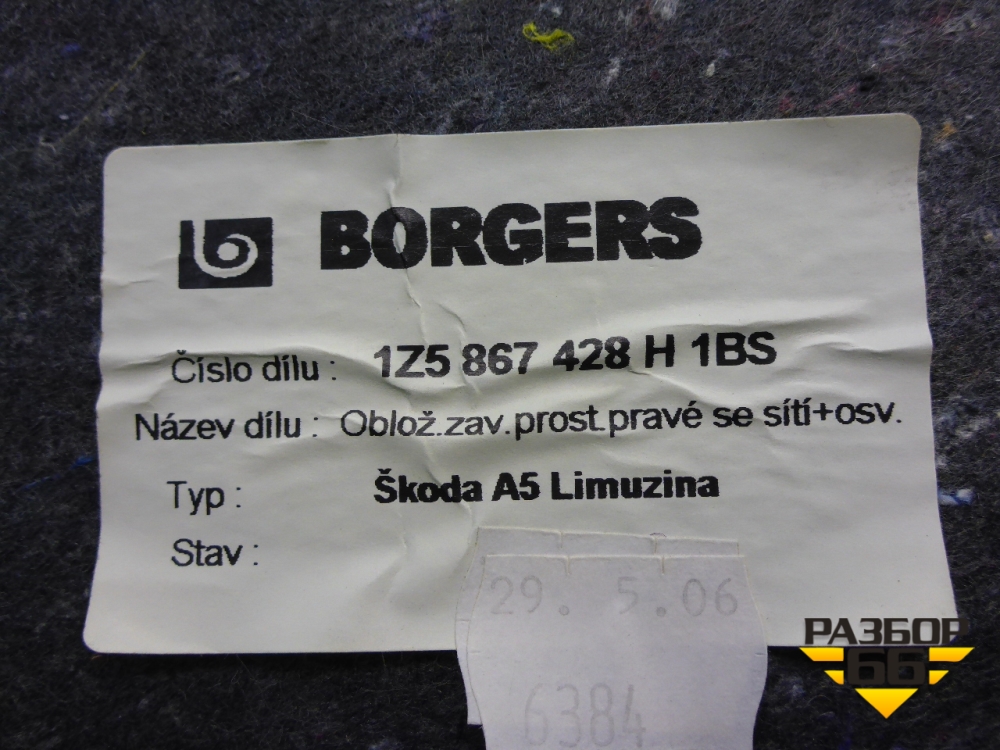 BORGERS
Číslo dílu : 1Z5 867 428 H 1BS
Název dílu : Oblož.zav.prost.pravé se sítí+osv.
Typ : Škoda A5 Limuzina
Stav :
29. 5.06
6384
РАЗБОР
66